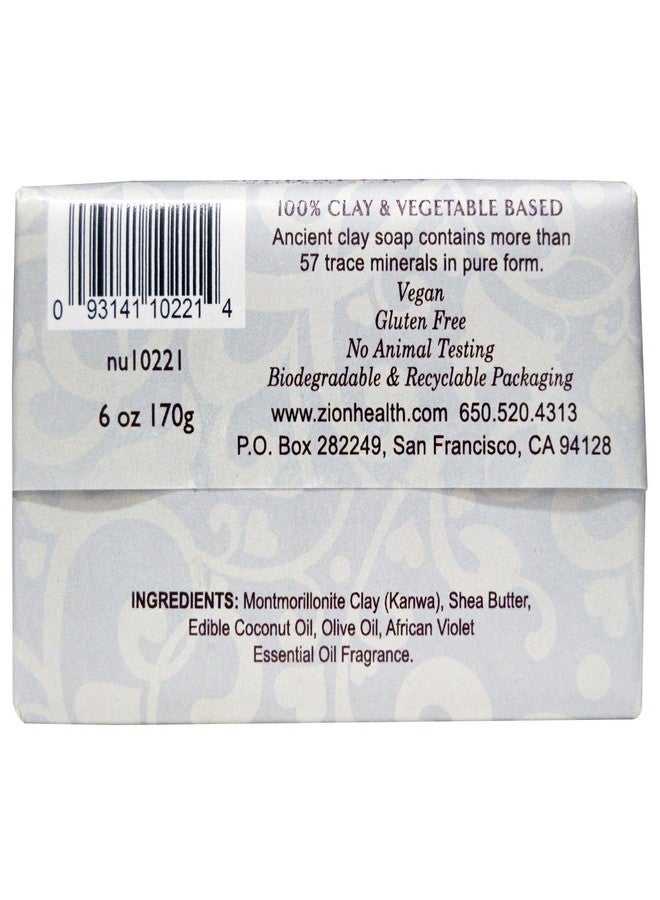 100% CLAY & VEGETABLE BASED
Ancient clay soap contains more than
57 trace minerals in pure form.
Vegan
Gluten Free
No Animal Testing
Biodegradable & Recyclable Packaging
www.zionhealth.com 650.520.4313
P.O. Box 282249, San Francisco, CA 94128
0 93141 10221 4
nu10221
6 oz 170g
INGREDIENTS: Montmorillonite Clay (Kanwa), Shea Butter,
Edible Coconut Oil, Olive Oil, African Violet
Essential Oil Fragrance.